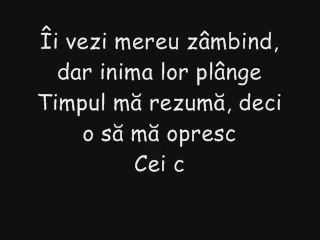 Îi vezi mereu zâmbind,
dar inima lor plânge
Timpul mă rezumă, deci
o să mă opresc
Cei c